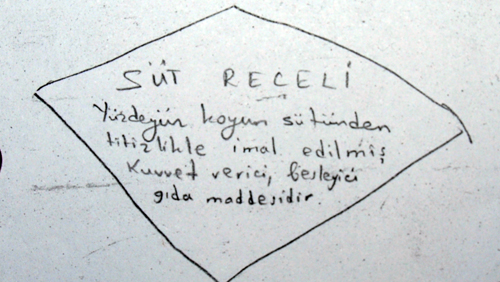 SÜT RECELİ
Yüzdeyüz koyun sütünden
titizlikle imal edilmiş
Kuvvet verici, besleyici
gıda maddesidir.